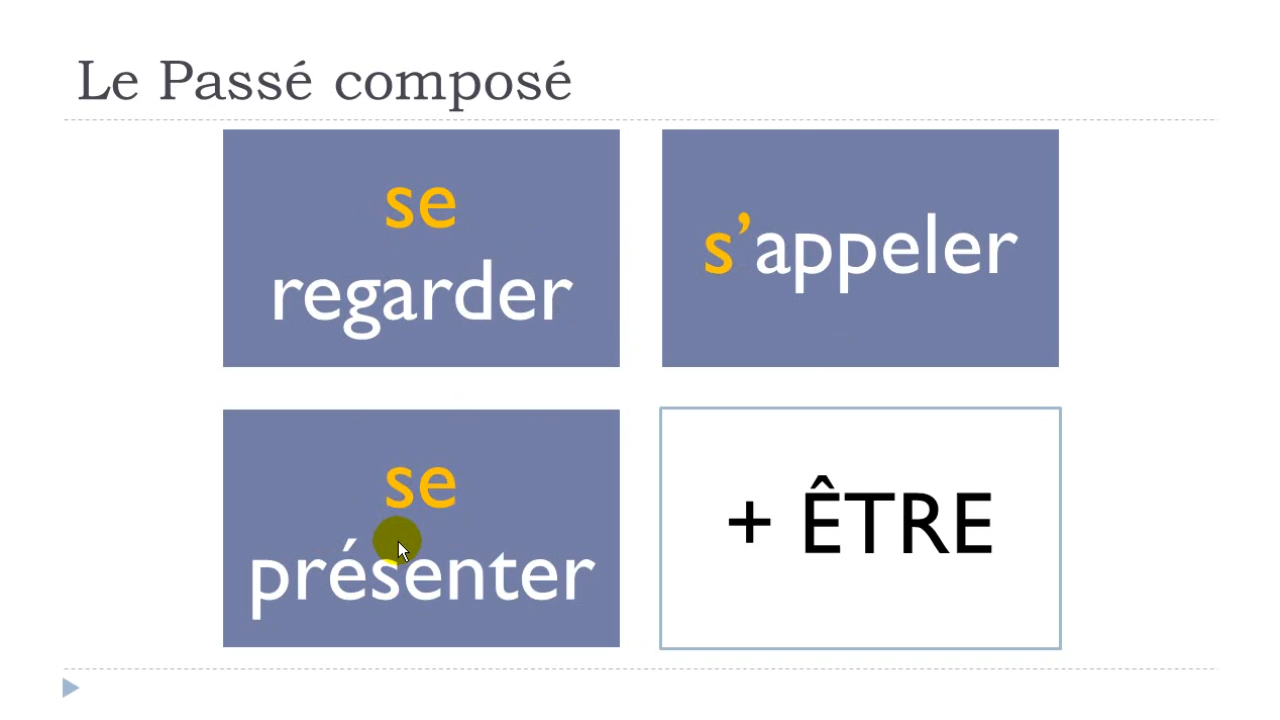 Le Passé composé
se
regarder
s’appeler
se
présenter
+ ÊTRE